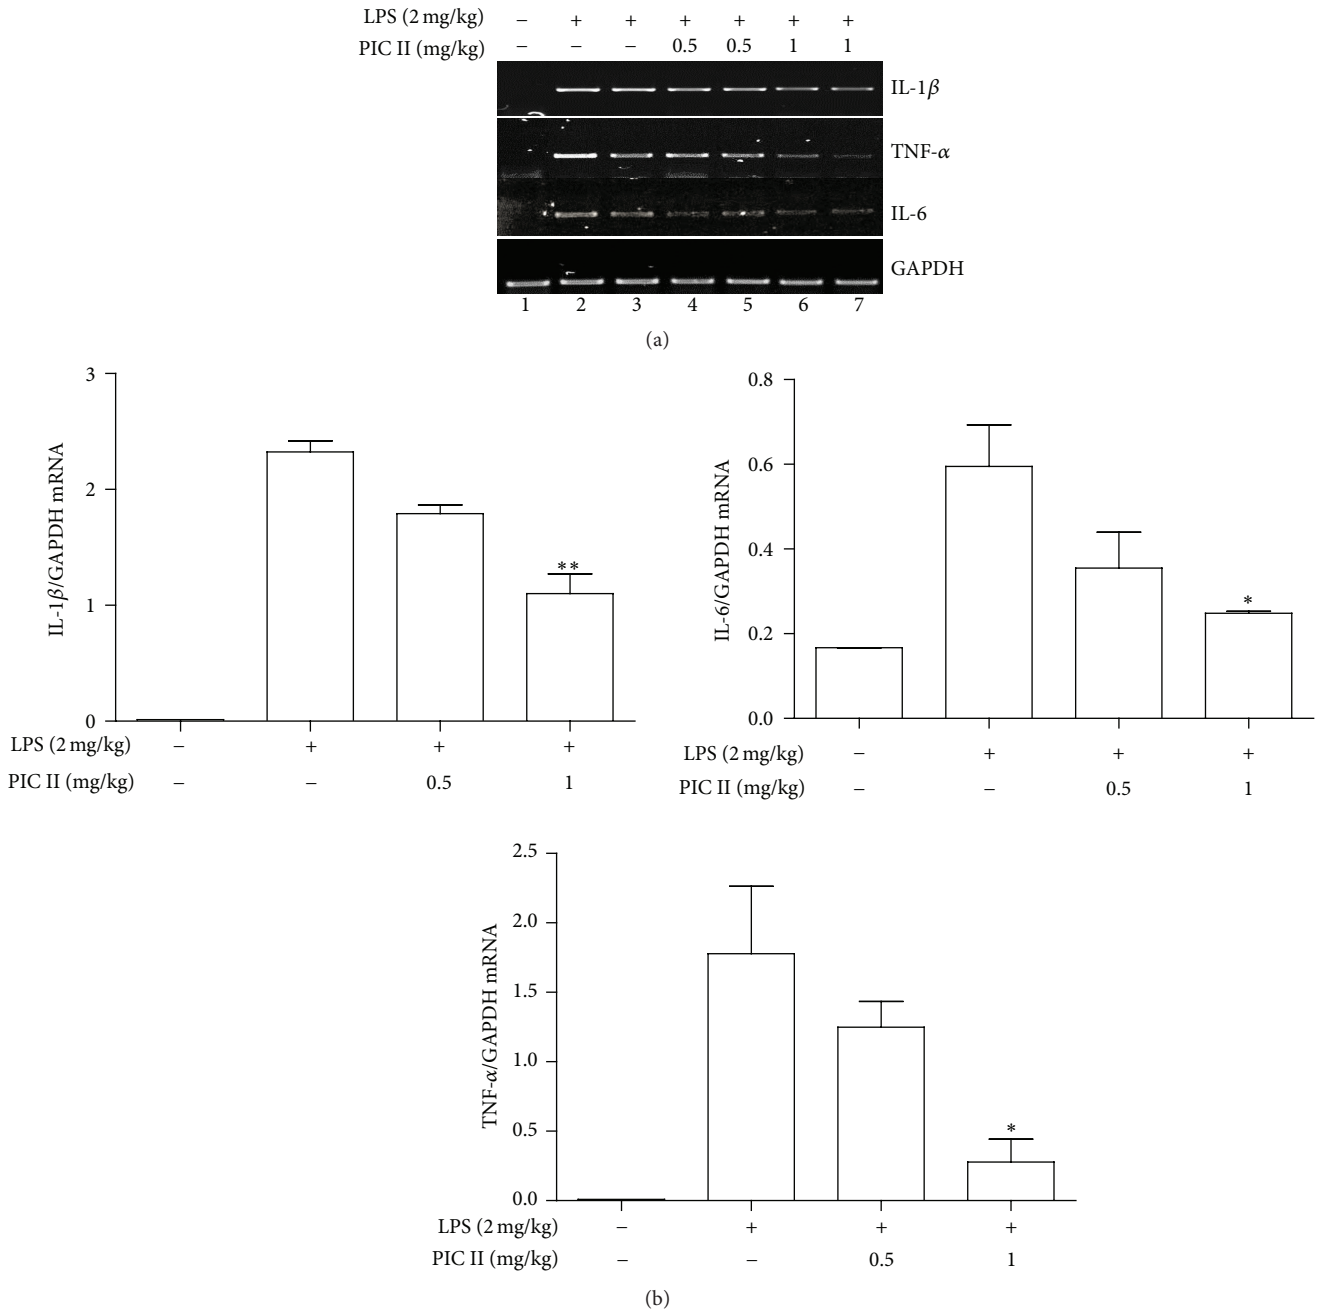 LPS (2 mg/kg) − + + + + + +
PIC II (mg/kg) − − − 0.5 0.5 1 1
IL-1β
TNF-α
IL-6
GAPDH
1 2 3 4 5 6 7
(a)
3
2
1
0
IL-1β/GAPDH mRNA
**
LPS (2 mg/kg) − + + +
PIC II (mg/kg) − − 0.5 1
0.8
0.6
0.4
0.2
0.0
IL-6/GAPDH mRNA
*
LPS (2 mg/kg) − + + +
PIC II (mg/kg) − − 0.5 1
2.5
2.0
1.5
1.0
0.5
0.0
TNF-α/GAPDH mRNA
*
LPS (2 mg/kg) − + + +
PIC II (mg/kg) − − 0.5 1
(b)